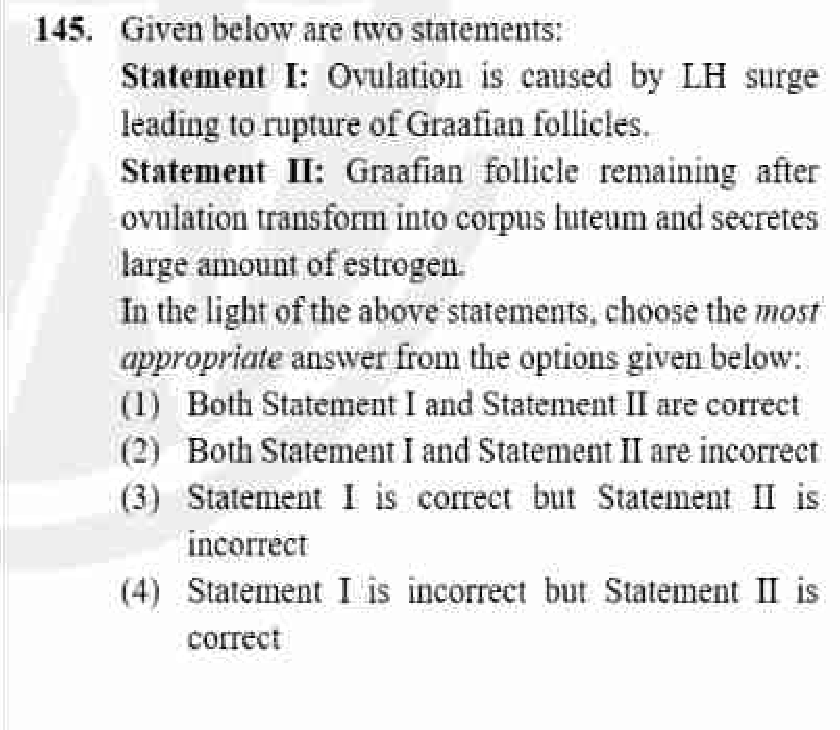 145. Given below are two statements:
Statement I: Ovulation is caused by LH surge
leading to rupture of Graafian follicles.
Statement II: Graafian follicle remaining after
ovulation transform into corpus luteum and secretes
large amount of estrogen.
In the light of the above statements, choose the most
appropriate answer from the options given below:
(1) Both Statement I and Statement II are correct
(2) Both Statement I and Statement II are incorrect
(3) Statement I is correct but Statement II is
incorrect
(4) Statement I is incorrect but Statement II is
correct